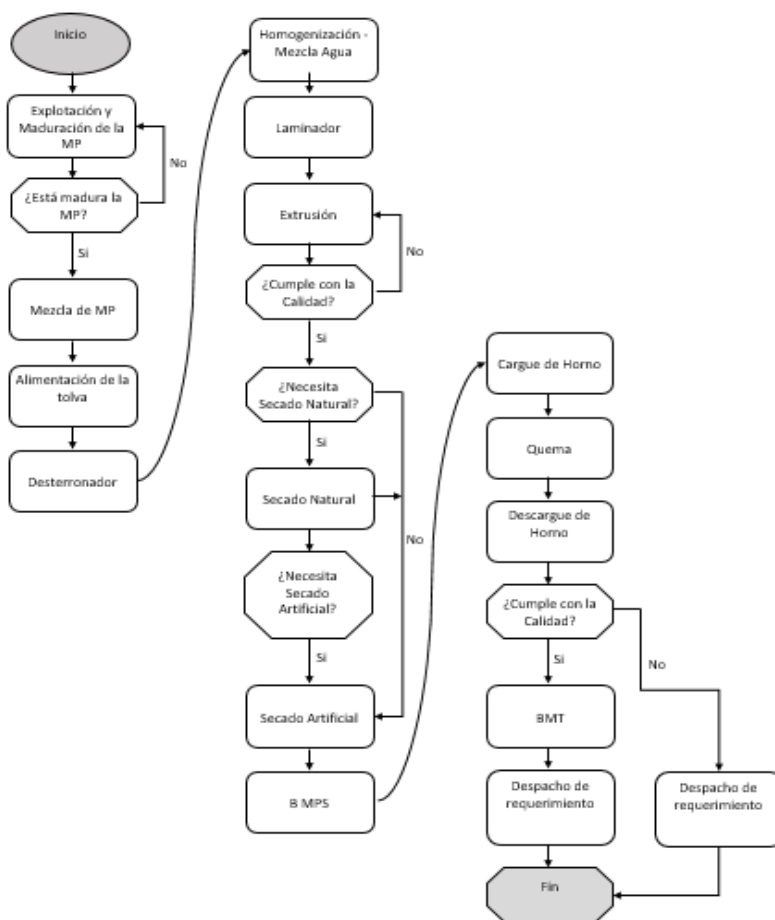 Inicio
Explotación y
Maduración de la
MP
No
¿Está madura la
MP?
Si
Mezcla de MP
Alimentación de la
tolva
Desterronador
Homogenización -
Mezcla Agua
Laminador
Extrusión
No
¿Cumple con la
Calidad?
Si
¿Necesita
Secado Natural?
Si
Secado Natural
No
¿Necesita
Secado
Artificial?
Si
Secado Artificial
B MPS
Cargue de Horno
Quema
Descargue de
Horno
¿Cumple con la
Calidad?
Si
No
BMT
Despacho de
requerimiento
Despacho de
requerimiento
Fin